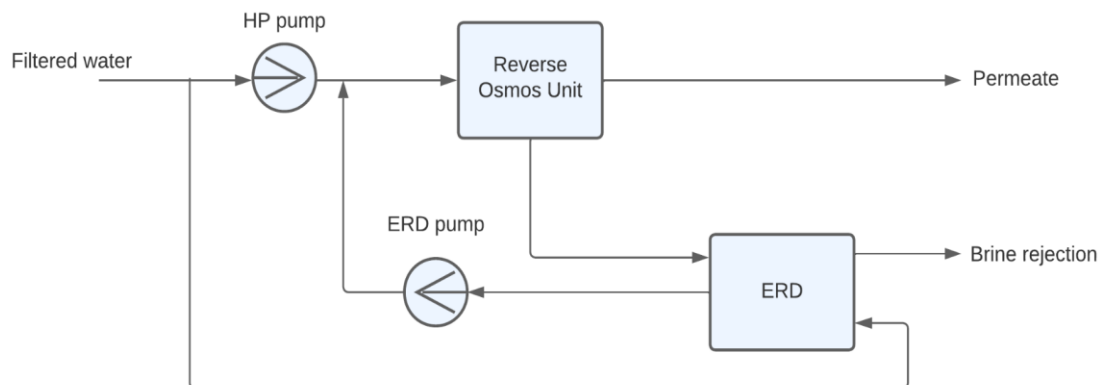 HP pump
Filtered water
Reverse
Osmos Unit
Permeate
ERD pump
Brine rejection
ERD